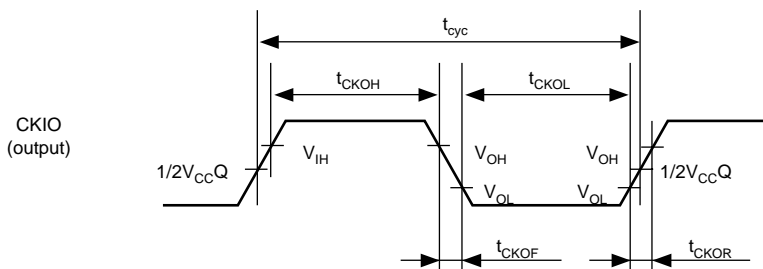 tcyc
tCKOH tCKOL
CKIO
(output)
VIH VOH VOH
1/2VCCQ 1/2VCCQ
VOL VOL
tCKOF tCKOR